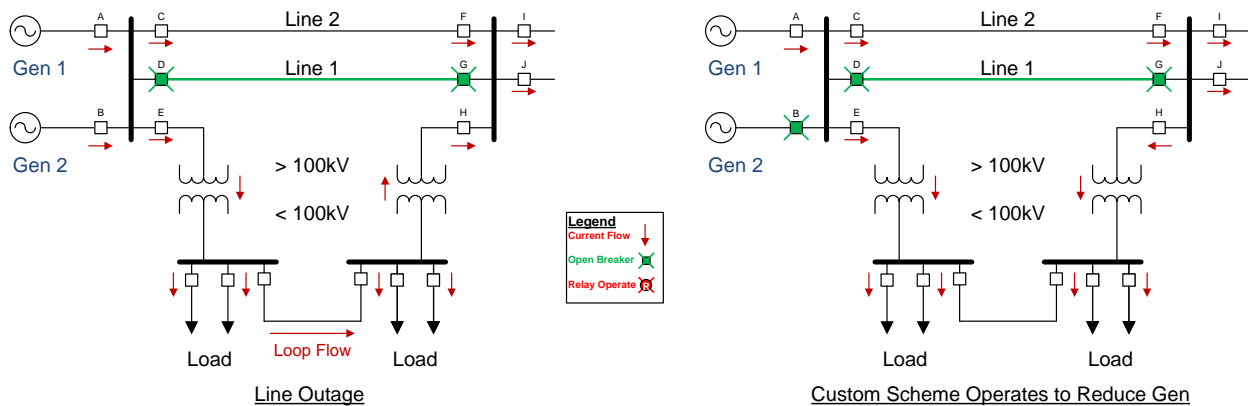 A
C
Line 2
F
I
Gen 1
D
Line 1
G
J
B
E
H
Gen 2
> 100kV
< 100kV
Load
Loop Flow
Load
Line Outage
Legend
Current Flow
Open Breaker
Relay Operate
R
A
C
Line 2
F
I
Gen 1
D
Line 1
G
J
B
E
H
Gen 2
> 100kV
< 100kV
Load
Load
Custom Scheme Operates to Reduce Gen